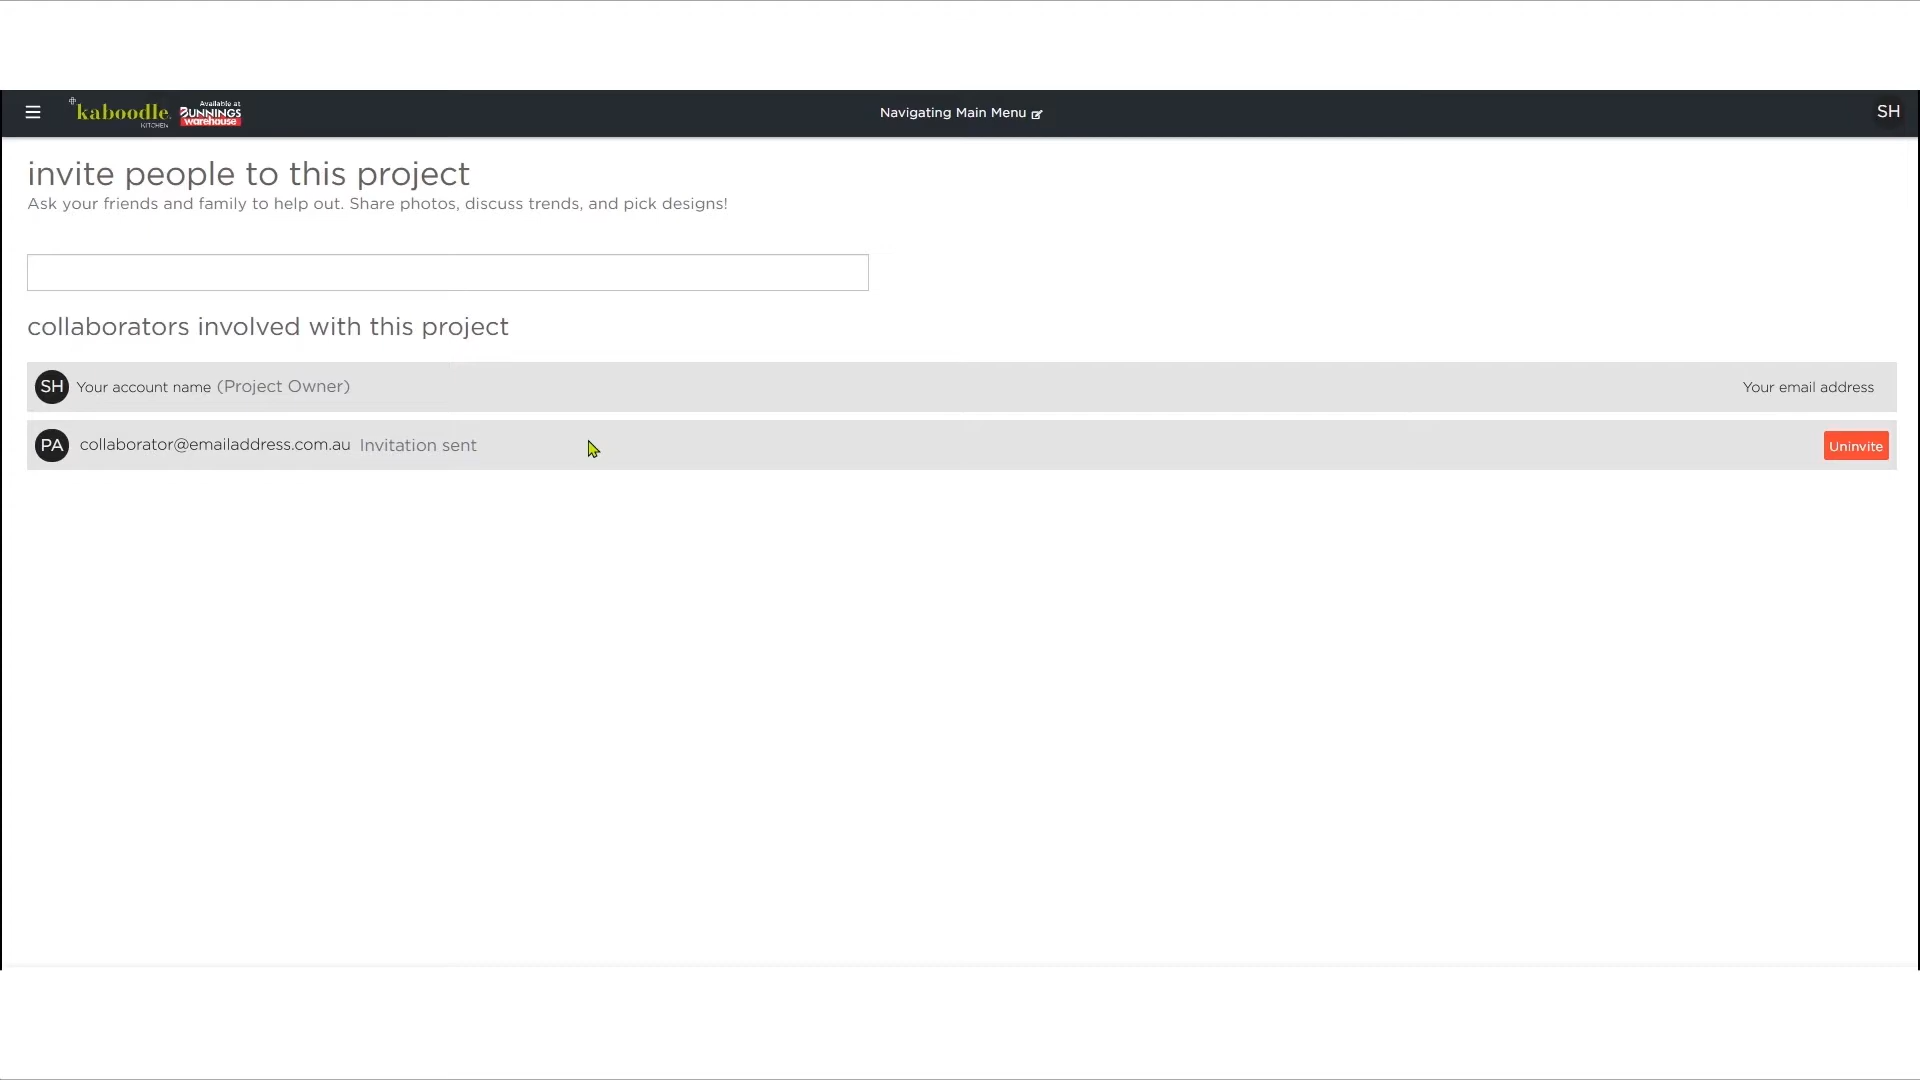 kaboodle
KITCHEN
Available at
BUNNINGS
warehouse
Navigating Main Menu
SH
invite people to this project
Ask your friends and family to help out. Share photos, discuss trends, and pick designs!
collaborators involved with this project
SH Your account name (Project Owner) Your email address
PA collaborator@emailaddress.com.au Invitation sent Uninvite